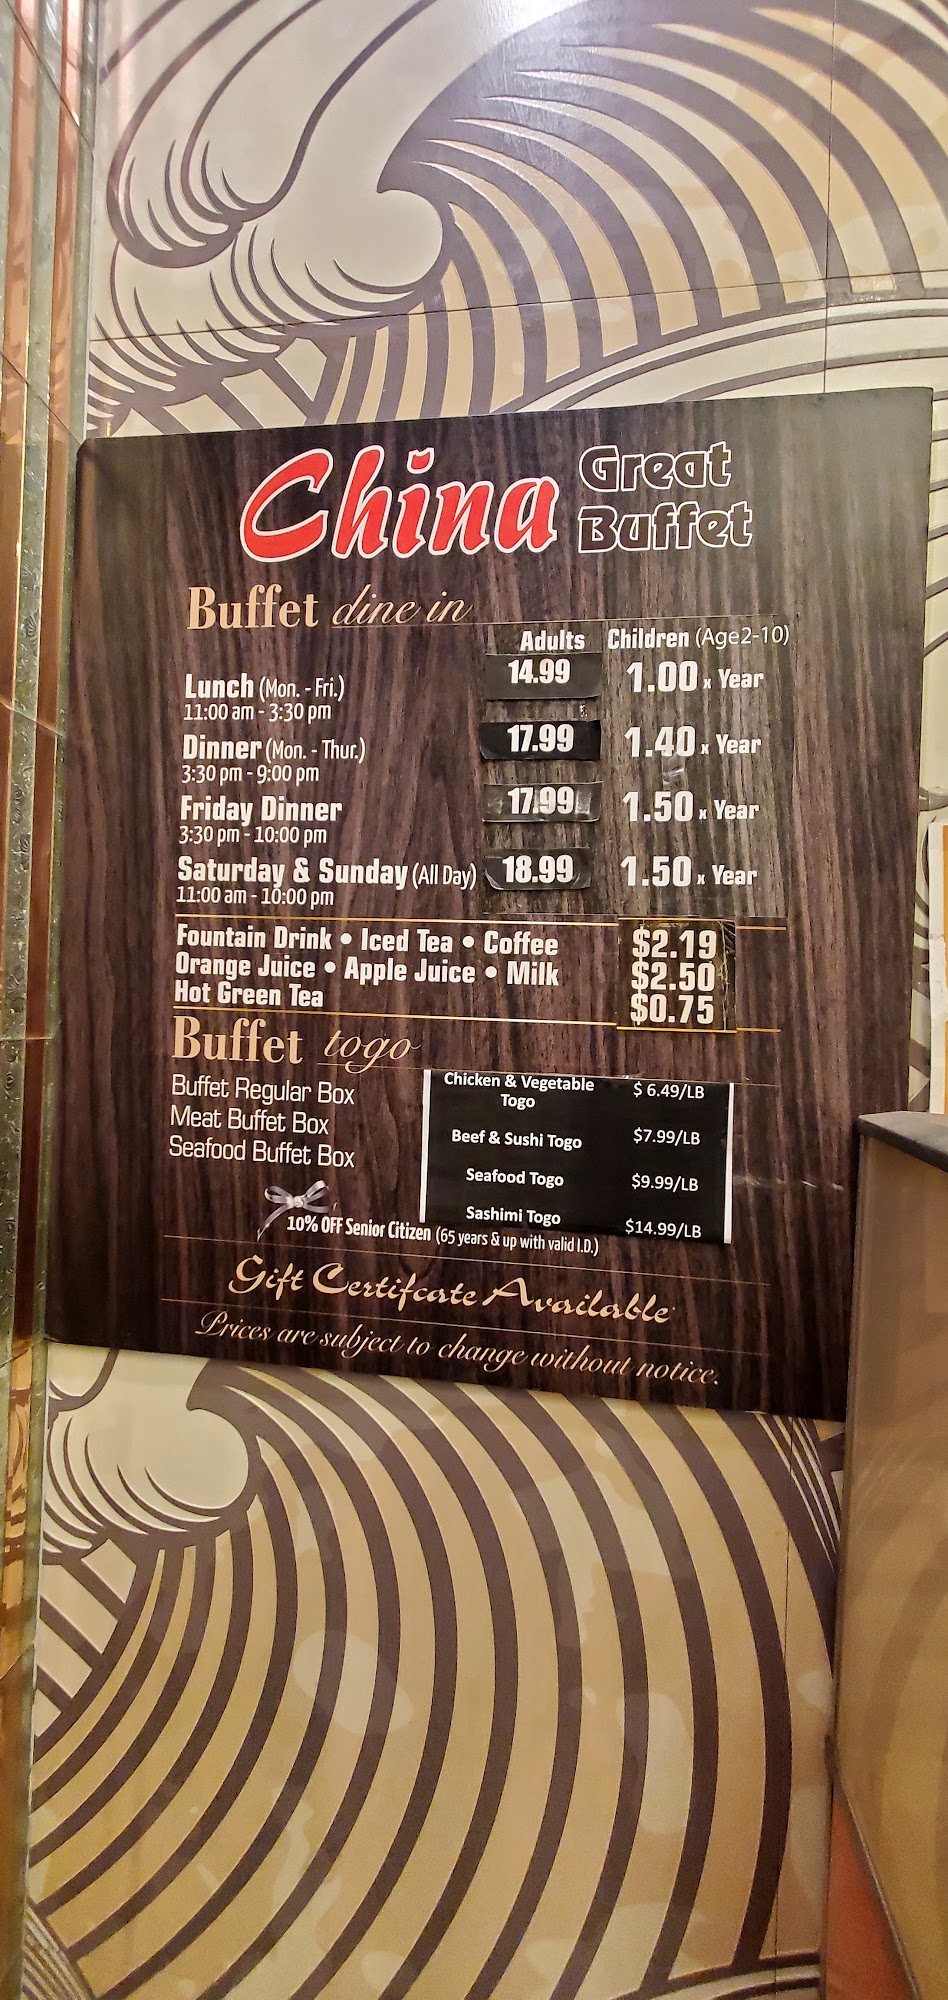 China Great
Buffet
Buffet dine in
Adults Children (Age2-10)
Lunch (Mon. - Fri.) 14.99 1.00 x Year
11:00 am - 3:30 pm
Dinner (Mon. - Thur.) 17.99 1.40 x Year
3:30 pm - 9:00 pm
Friday Dinner 17.99 1.50 x Year
3:30 pm - 10:00 pm
Saturday & Sunday (All Day) 18.99 1.50 x Year
11:00 am - 10:00 pm
Fountain Drink • Iced Tea • Coffee $2.19
Orange Juice • Apple Juice • Milk $2.50
Hot Green Tea $0.75
Buffet togo
Buffet Regular Box
Meat Buffet Box
Seafood Buffet Box
Chicken & Vegetable $ 6.49/LB
Togo
Beef & Sushi Togo $7.99/LB
Seafood Togo $9.99/LB
Sashimi Togo $14.99/LB
10% OFF Senior Citizen (65 years & up with valid I.D.)
Gift Certifcate Available
Prices are subject to change without notice.